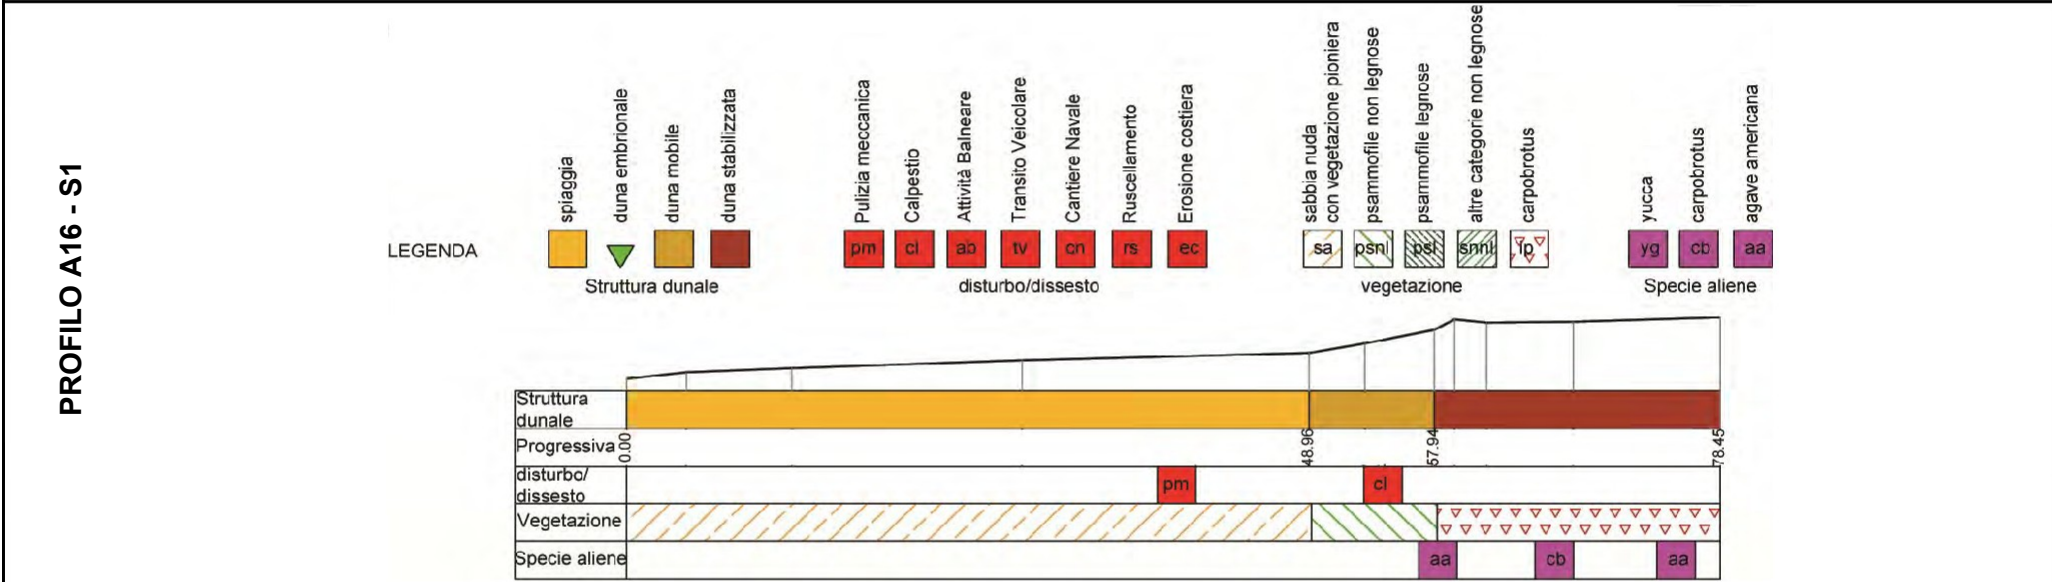 PROFILO A16 - S1
LEGENDA
spiaggia
duna embrionale
duna mobile
duna stabilizzata
Struttura dunale
Pulizia meccanica
Calpestio
Attività Balneare
Transito Veicolare
Cantiere Navale
Ruscellamento
Erosione costiera
pm
cl
ab
tv
cn
rs
ec
disturbo/dissesto
sabbia nuda
con vegetazione pioniera
psammofile non legnose
psammofile legnose
altre categorie non legnose
carpobrotus
sa
psnl
psl
snnl
lp
vegetazione
yucca
carpobrotus
agave americana
yg
cb
aa
Specie aliene
Struttura
dunale
Progressiva
0.00
48.96
57.94
78.45
disturbo/
dissesto
pm
cl
Vegetazione
Specie aliene
aa
cb
aa